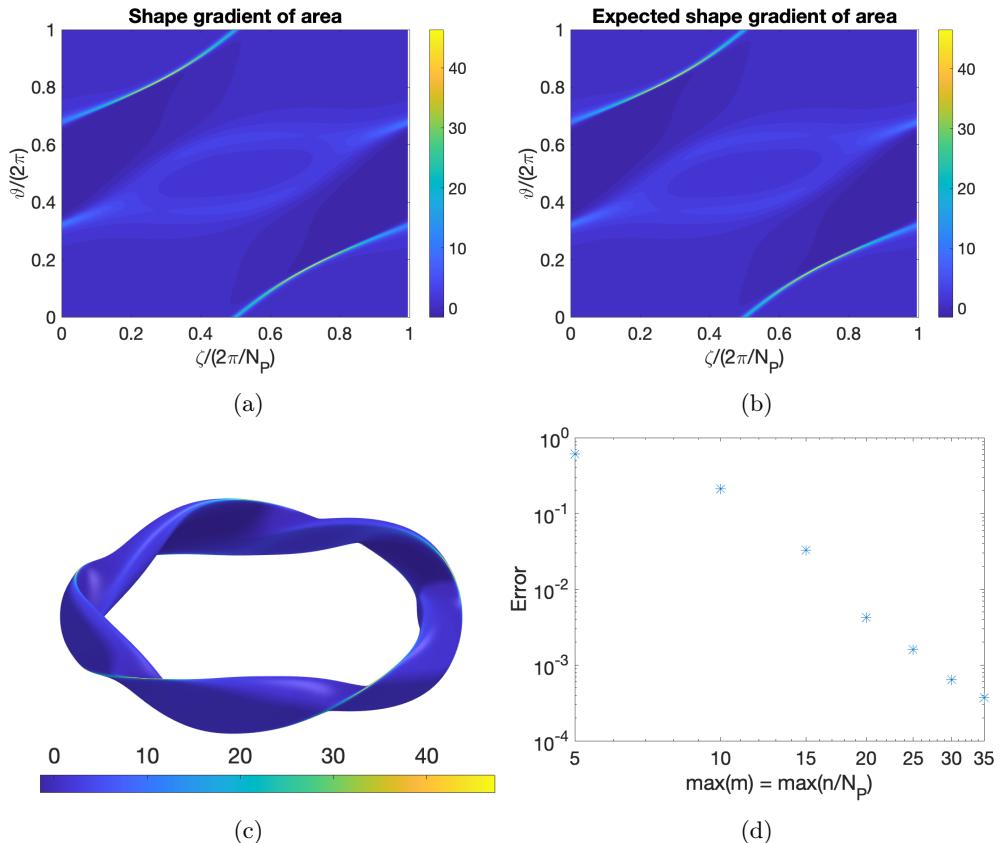 Shape gradient of area
1
0.8
0.6
0.4
0.2
0
ϑ/(2π)
0 0.2 0.4 0.6 0.8 1
ζ/(2π/N_P)
40
30
20
10
0
(a)
Expected shape gradient of area
1
0.8
0.6
0.4
0.2
0
ϑ/(2π)
0 0.2 0.4 0.6 0.8 1
ζ/(2π/N_P)
40
30
20
10
0
(b)
0 10 20 30 40
(c)
10^0
10^-1
10^-2
10^-3
10^-4
Error
5 10 15 20 25 30 35
max(m) = max(n/N_P)
(d)